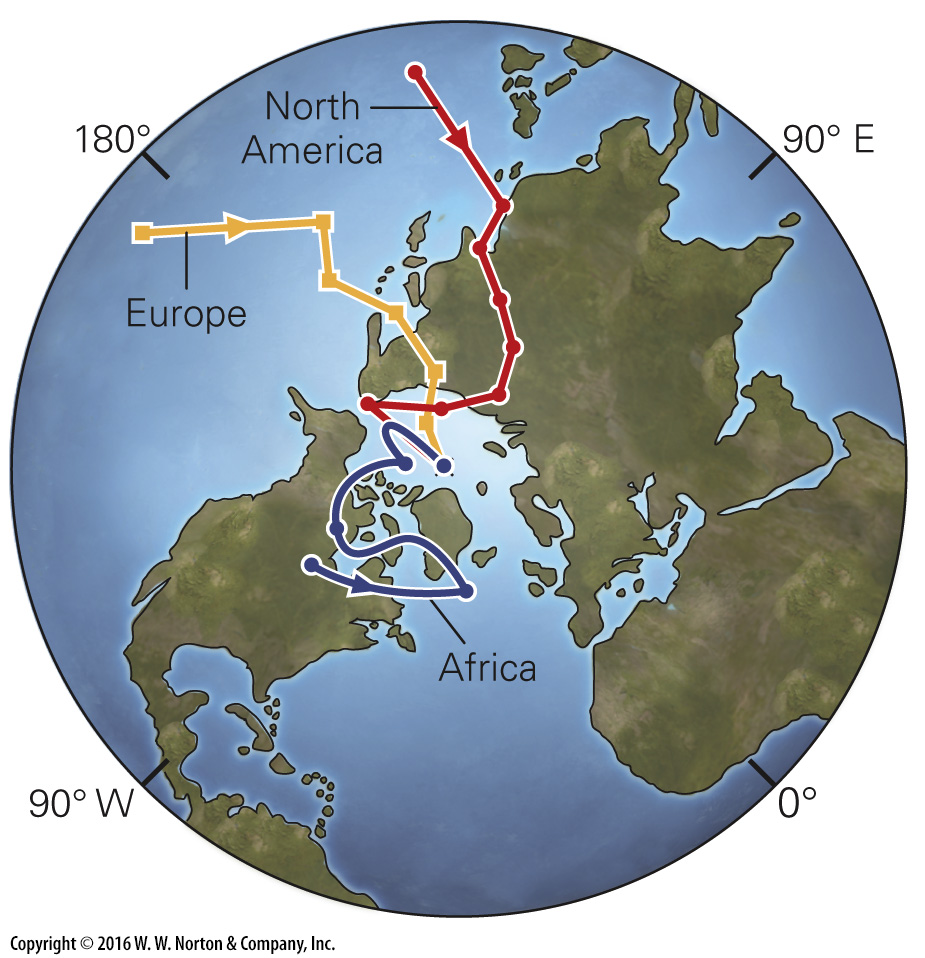 North
America
180°
90° E
Europe
Africa
90° W
0°
Copyright © 2016 W. W. Norton & Company, Inc.